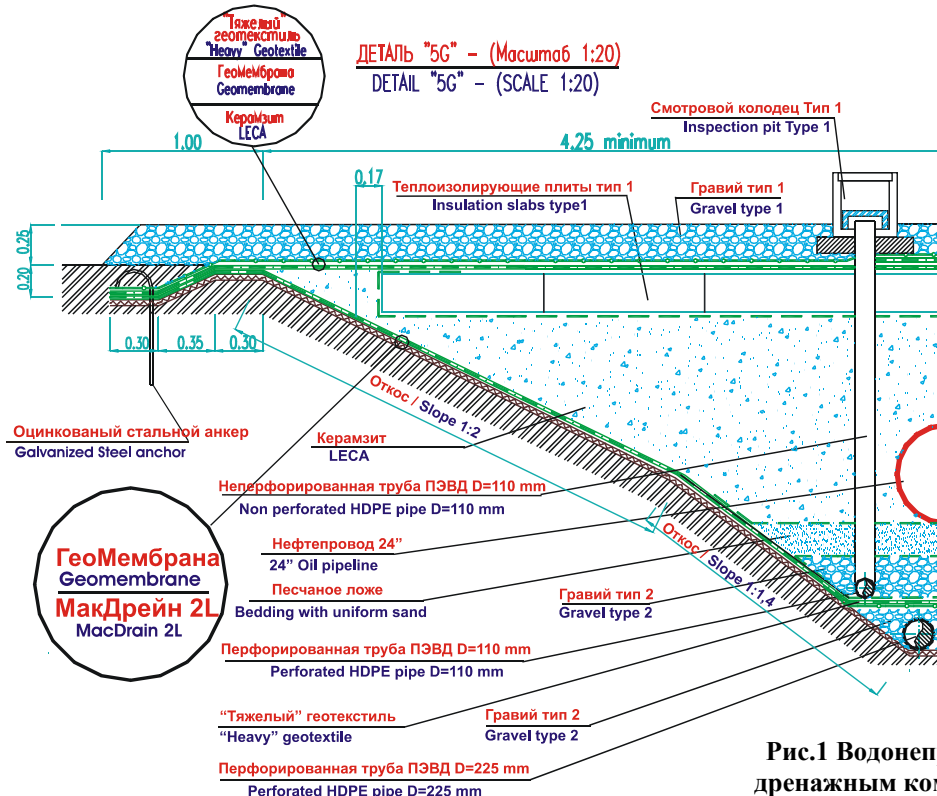 "Тяжелый"
геотекстиль
"Heavy" Geotextile
ГеоМембрана
Geomembrane
Керамзит
LECA
ДЕТАЛЬ "5G" - (Масштаб 1:20)
DETAIL "5G" - (SCALE 1:20)
Смотровой колодец Тип 1
Inspection pit Type 1
1.00
4.25 minimum
0.17
Теплоизолирующие плиты тип 1
Insulation slabs type1
Гравий тип 1
Gravel type 1
0.25
0.20
0.30
0.35
0.30
Откос / Slope 1:2
Оцинкованый стальной анкер
Galvanized Steel anchor
Керамзит
LECA
Неперфорированная труба ПЭВД D=110 mm
Non perforated HDPE pipe D=110 mm
Нефтепровод 24"
24" Oil pipeline
Откос / Slope 1:1.4
ГеоМембрана
Geomembrane
МакДрейн 2L
MacDrain 2L
Песчаное ложе
Bedding with uniform sand
Гравий тип 2
Gravel type 2
Перфорированная труба ПЭВД D=110 mm
Perforated HDPE pipe D=110 mm
"Тяжелый" геотекстиль
"Heavy" geotextile
Гравий тип 2
Gravel type 2
Перфорированная труба ПЭВД D=225 mm
Perforated HDPE pipe D=225 mm
Рис.1 Водонеп
дренажным ком